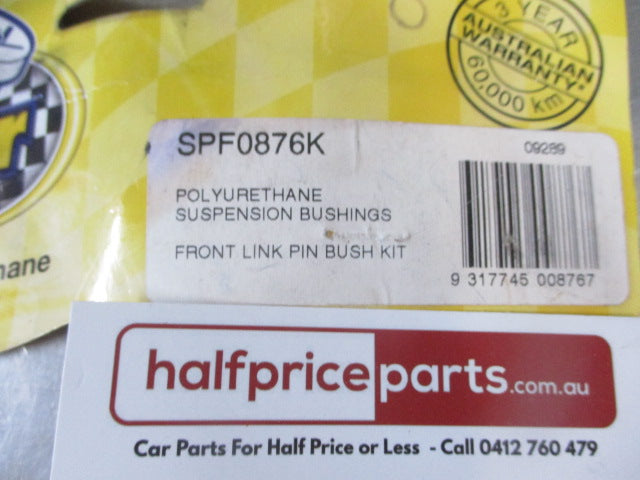 3 YEAR
AUSTRALIAN
WARRANTY*
60,000 km
SPF0876K
09289
POLYURETHANE
SUSPENSION BUSHINGS
FRONT LINK PIN BUSH KIT
9 317745 008767
hane
halfpriceparts.com.au
Car Parts For Half Price or Less - Call 0412 760 479